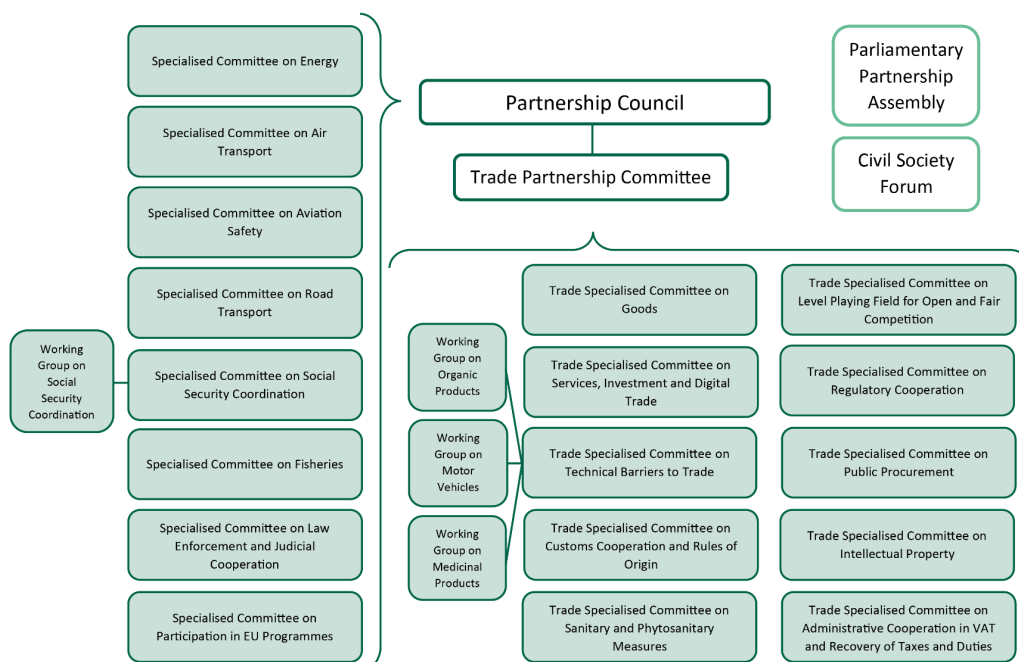 Specialised Committee on Energy
Specialised Committee on Air
Transport
Specialised Committee on Aviation
Safety
Specialised Committee on Road
Transport
Working
Group on
Social
Security
Coordination
Specialised Committee on Social
Security Coordination
Specialised Committee on Fisheries
Specialised Committee on Law
Enforcement and Judicial
Cooperation
Specialised Committee on
Participation in EU Programmes
Partnership Council
Trade Partnership Committee
Parliamentary
Partnership
Assembly
Civil Society
Forum
Working
Group on
Organic
Products
Working
Group on
Motor
Vehicles
Working
Group on
Medicinal
Products
Trade Specialised Committee on
Goods
Trade Specialised Committee on
Services, Investment and Digital
Trade
Trade Specialised Committee on
Technical Barriers to Trade
Trade Specialised Committee on
Customs Cooperation and Rules of
Origin
Trade Specialised Committee on
Sanitary and Phytosanitary
Measures
Trade Specialised Committee on
Level Playing Field for Open and Fair
Competition
Trade Specialised Committee on
Regulatory Cooperation
Trade Specialised Committee on
Public Procurement
Trade Specialised Committee on
Intellectual Property
Trade Specialised Committee on
Administrative Cooperation in VAT
and Recovery of Taxes and Duties